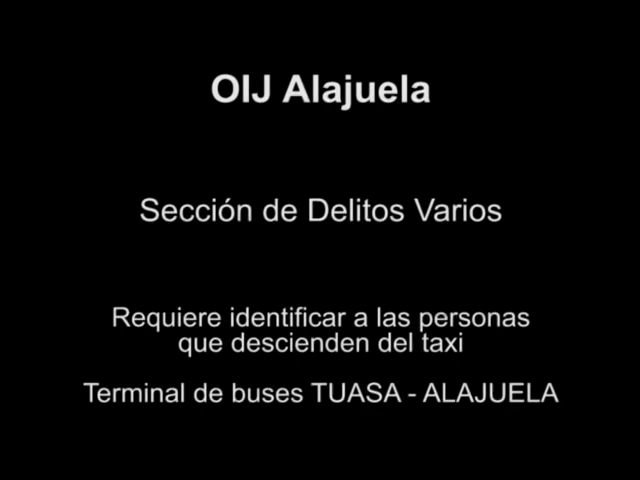 OIJ Alajuela
Sección de Delitos Varios
Requiere identificar a las personas
que descienden del taxi
Terminal de buses TUASA - ALAJUELA